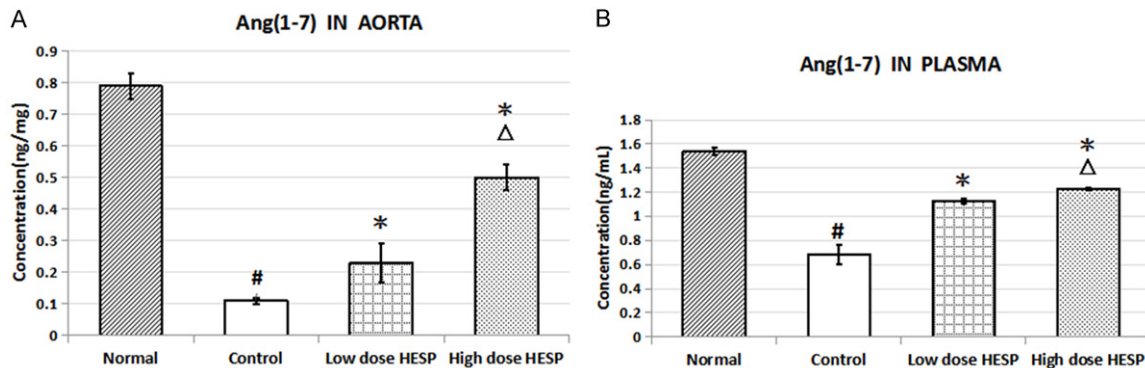 A
Ang(1-7) IN AORTA
Concentration(ng/mg)
0.9
0.8
0.7
0.6
0.5
0.4
0.3
0.2
0.1
0
#
*
*
Δ
Normal Control Low dose HESP High dose HESP
B
Ang(1-7) IN PLASMA
Concentration(ng/mL)
1.8
1.6
1.4
1.2
1
0.8
0.6
0.4
0.2
0
#
*
*
Δ
Normal Control Low dose HESP High dose HESP